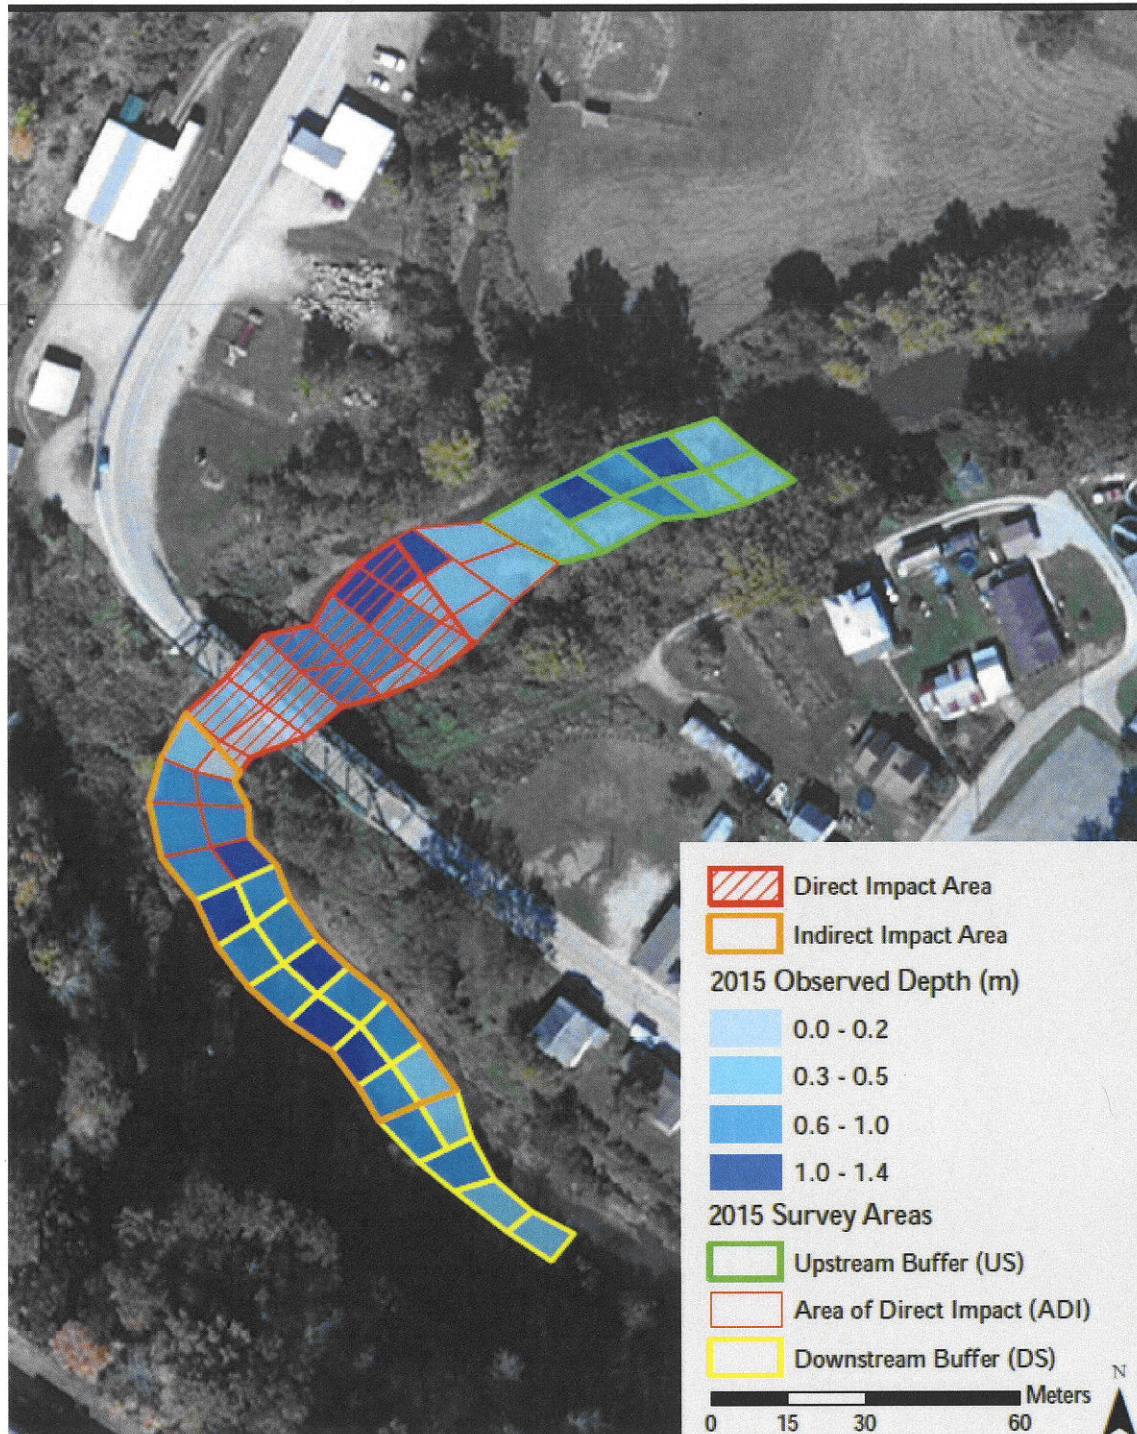 Direct Impact Area
Indirect Impact Area
2015 Observed Depth (m)
0.0 - 0.2
0.3 - 0.5
0.6 - 1.0
1.0 - 1.4
2015 Survey Areas
Upstream Buffer (US)
Area of Direct Impact (ADI)
Downstream Buffer (DS)
N
Meters
0 15 30 60